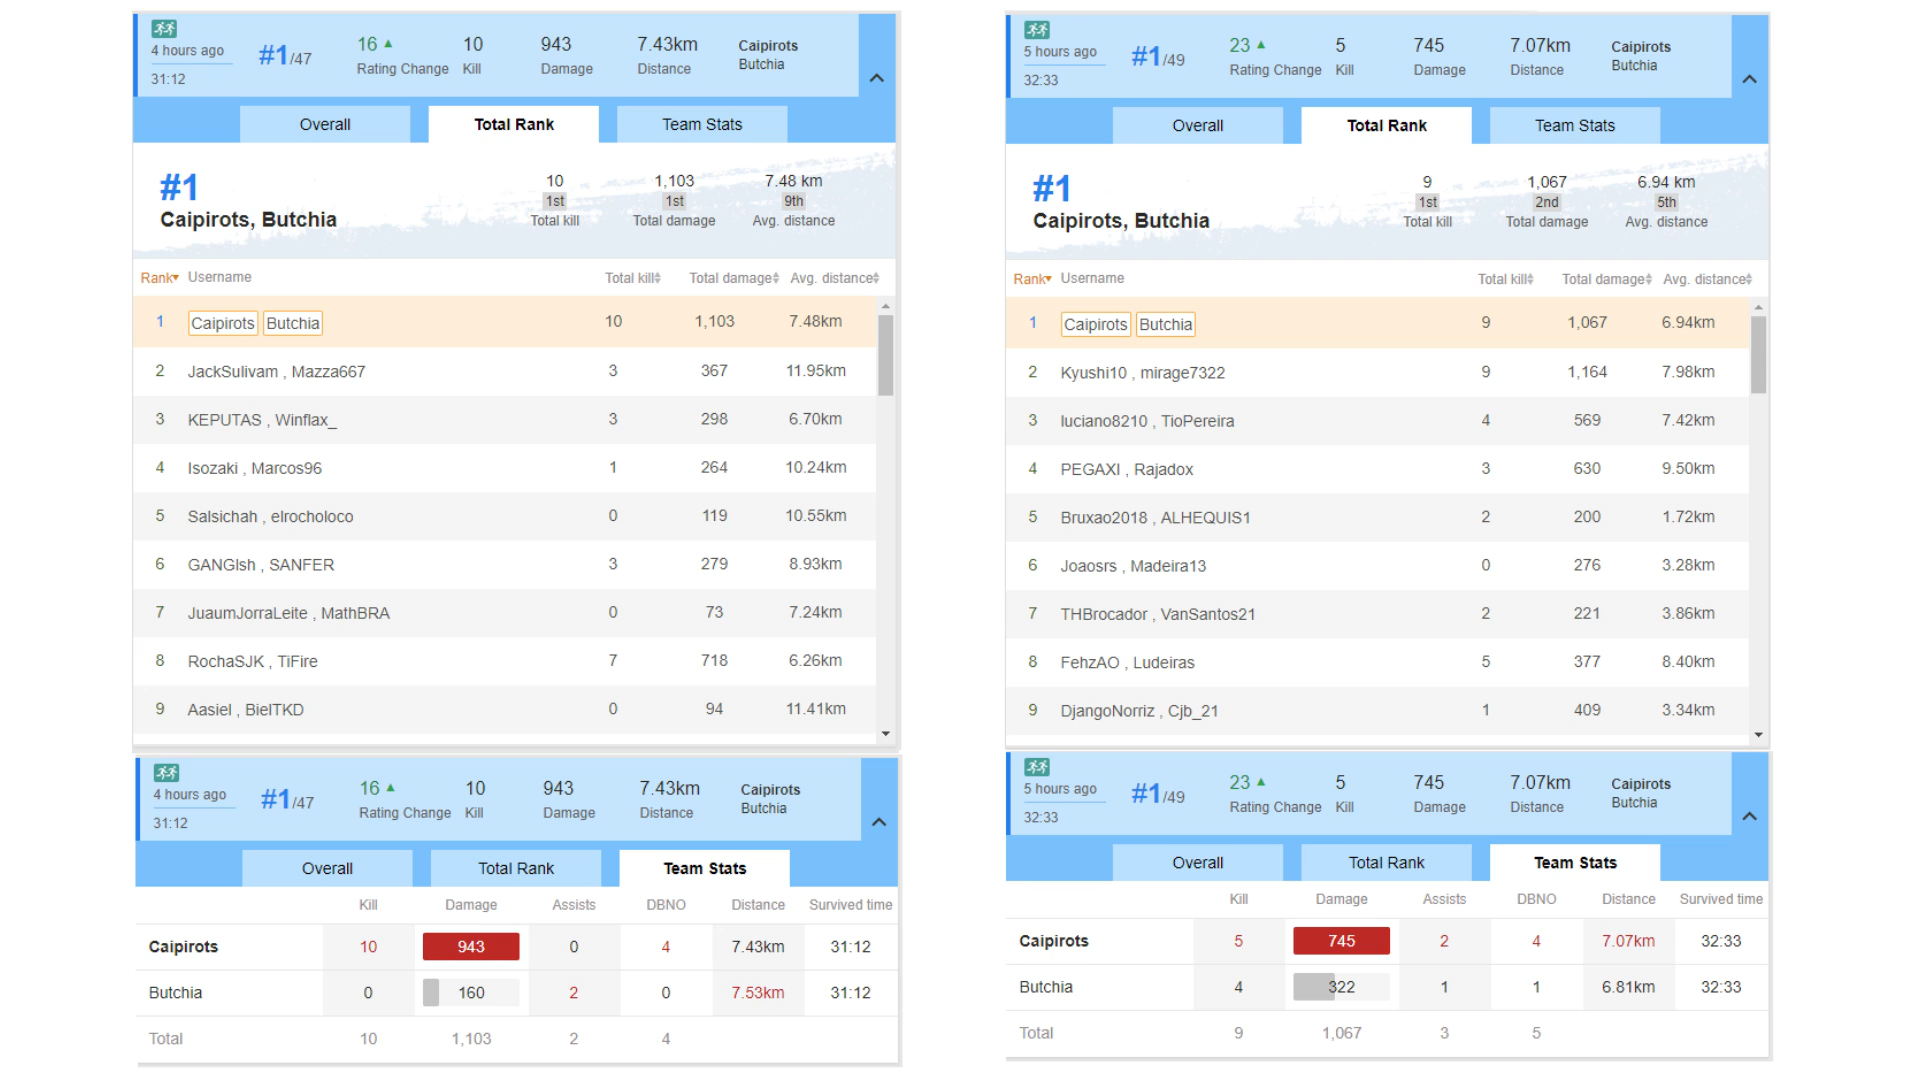 4 hours ago
31:12
#1/47
16 ▲ 10 943 7.43km
Rating Change Kill Damage Distance
Caipirots
Butchia
Overall Total Rank Team Stats
#1
Caipirots, Butchia
10 1,103 7.48 km
1st 1st 9th
Total kill Total damage Avg. distance
Rank Username Total kill Total damage Avg. distance
1 Caipirots Butchia 10 1,103 7.48km
2 JackSulivam , Mazza667 3 367 11.95km
3 KEPUTAS , Winflax_ 3 298 6.70km
4 Isozaki , Marcos96 1 264 10.24km
5 Salsichah , elrocholoco 0 119 10.55km
6 GANGIsh , SANFER 3 279 8.93km
7 JuaumJorraLeite , MathBRA 0 73 7.24km
8 RochaSJK , TiFire 7 718 6.26km
9 Aasiel , BielTKD 0 94 11.41km
4 hours ago
31:12
#1/47
16 ▲ 10 943 7.43km
Rating Change Kill Damage Distance
Caipirots
Butchia
Overall Total Rank Team Stats
Kill Damage Assists DBNO Distance Survived time
Caipirots 10 943 0 4 7.43km 31:12
Butchia 0 160 2 0 7.53km 31:12
Total 10 1,103 2 4
5 hours ago
32:33
#1/49
23 ▲ 5 745 7.07km
Rating Change Kill Damage Distance
Caipirots
Butchia
Overall Total Rank Team Stats
#1
Caipirots, Butchia
9 1,067 6.94 km
1st 2nd 5th
Total kill Total damage Avg. distance
Rank Username Total kill Total damage Avg. distance
1 Caipirots Butchia 9 1,067 6.94km
2 Kyushi10 , mirage7322 9 1,164 7.98km
3 luciano8210 , TioPereira 4 569 7.42km
4 PEGAXI , Rajadox 3 630 9.50km
5 Bruxao2018 , ALHEQUIS1 2 200 1.72km
6 Joaosrs , Madeira13 0 276 3.28km
7 THBrocador , VanSantos21 2 221 3.86km
8 FehzAO , Ludeiras 5 377 8.40km
9 DjangoNorriz , Cjb_21 1 409 3.34km
5 hours ago
32:33
#1/49
23 ▲ 5 745 7.07km
Rating Change Kill Damage Distance
Caipirots
Butchia
Overall Total Rank Team Stats
Kill Damage Assists DBNO Distance Survived time
Caipirots 5 745 2 4 7.07km 32:33
Butchia 4 322 1 1 6.81km 32:33
Total 9 1,067 3 5